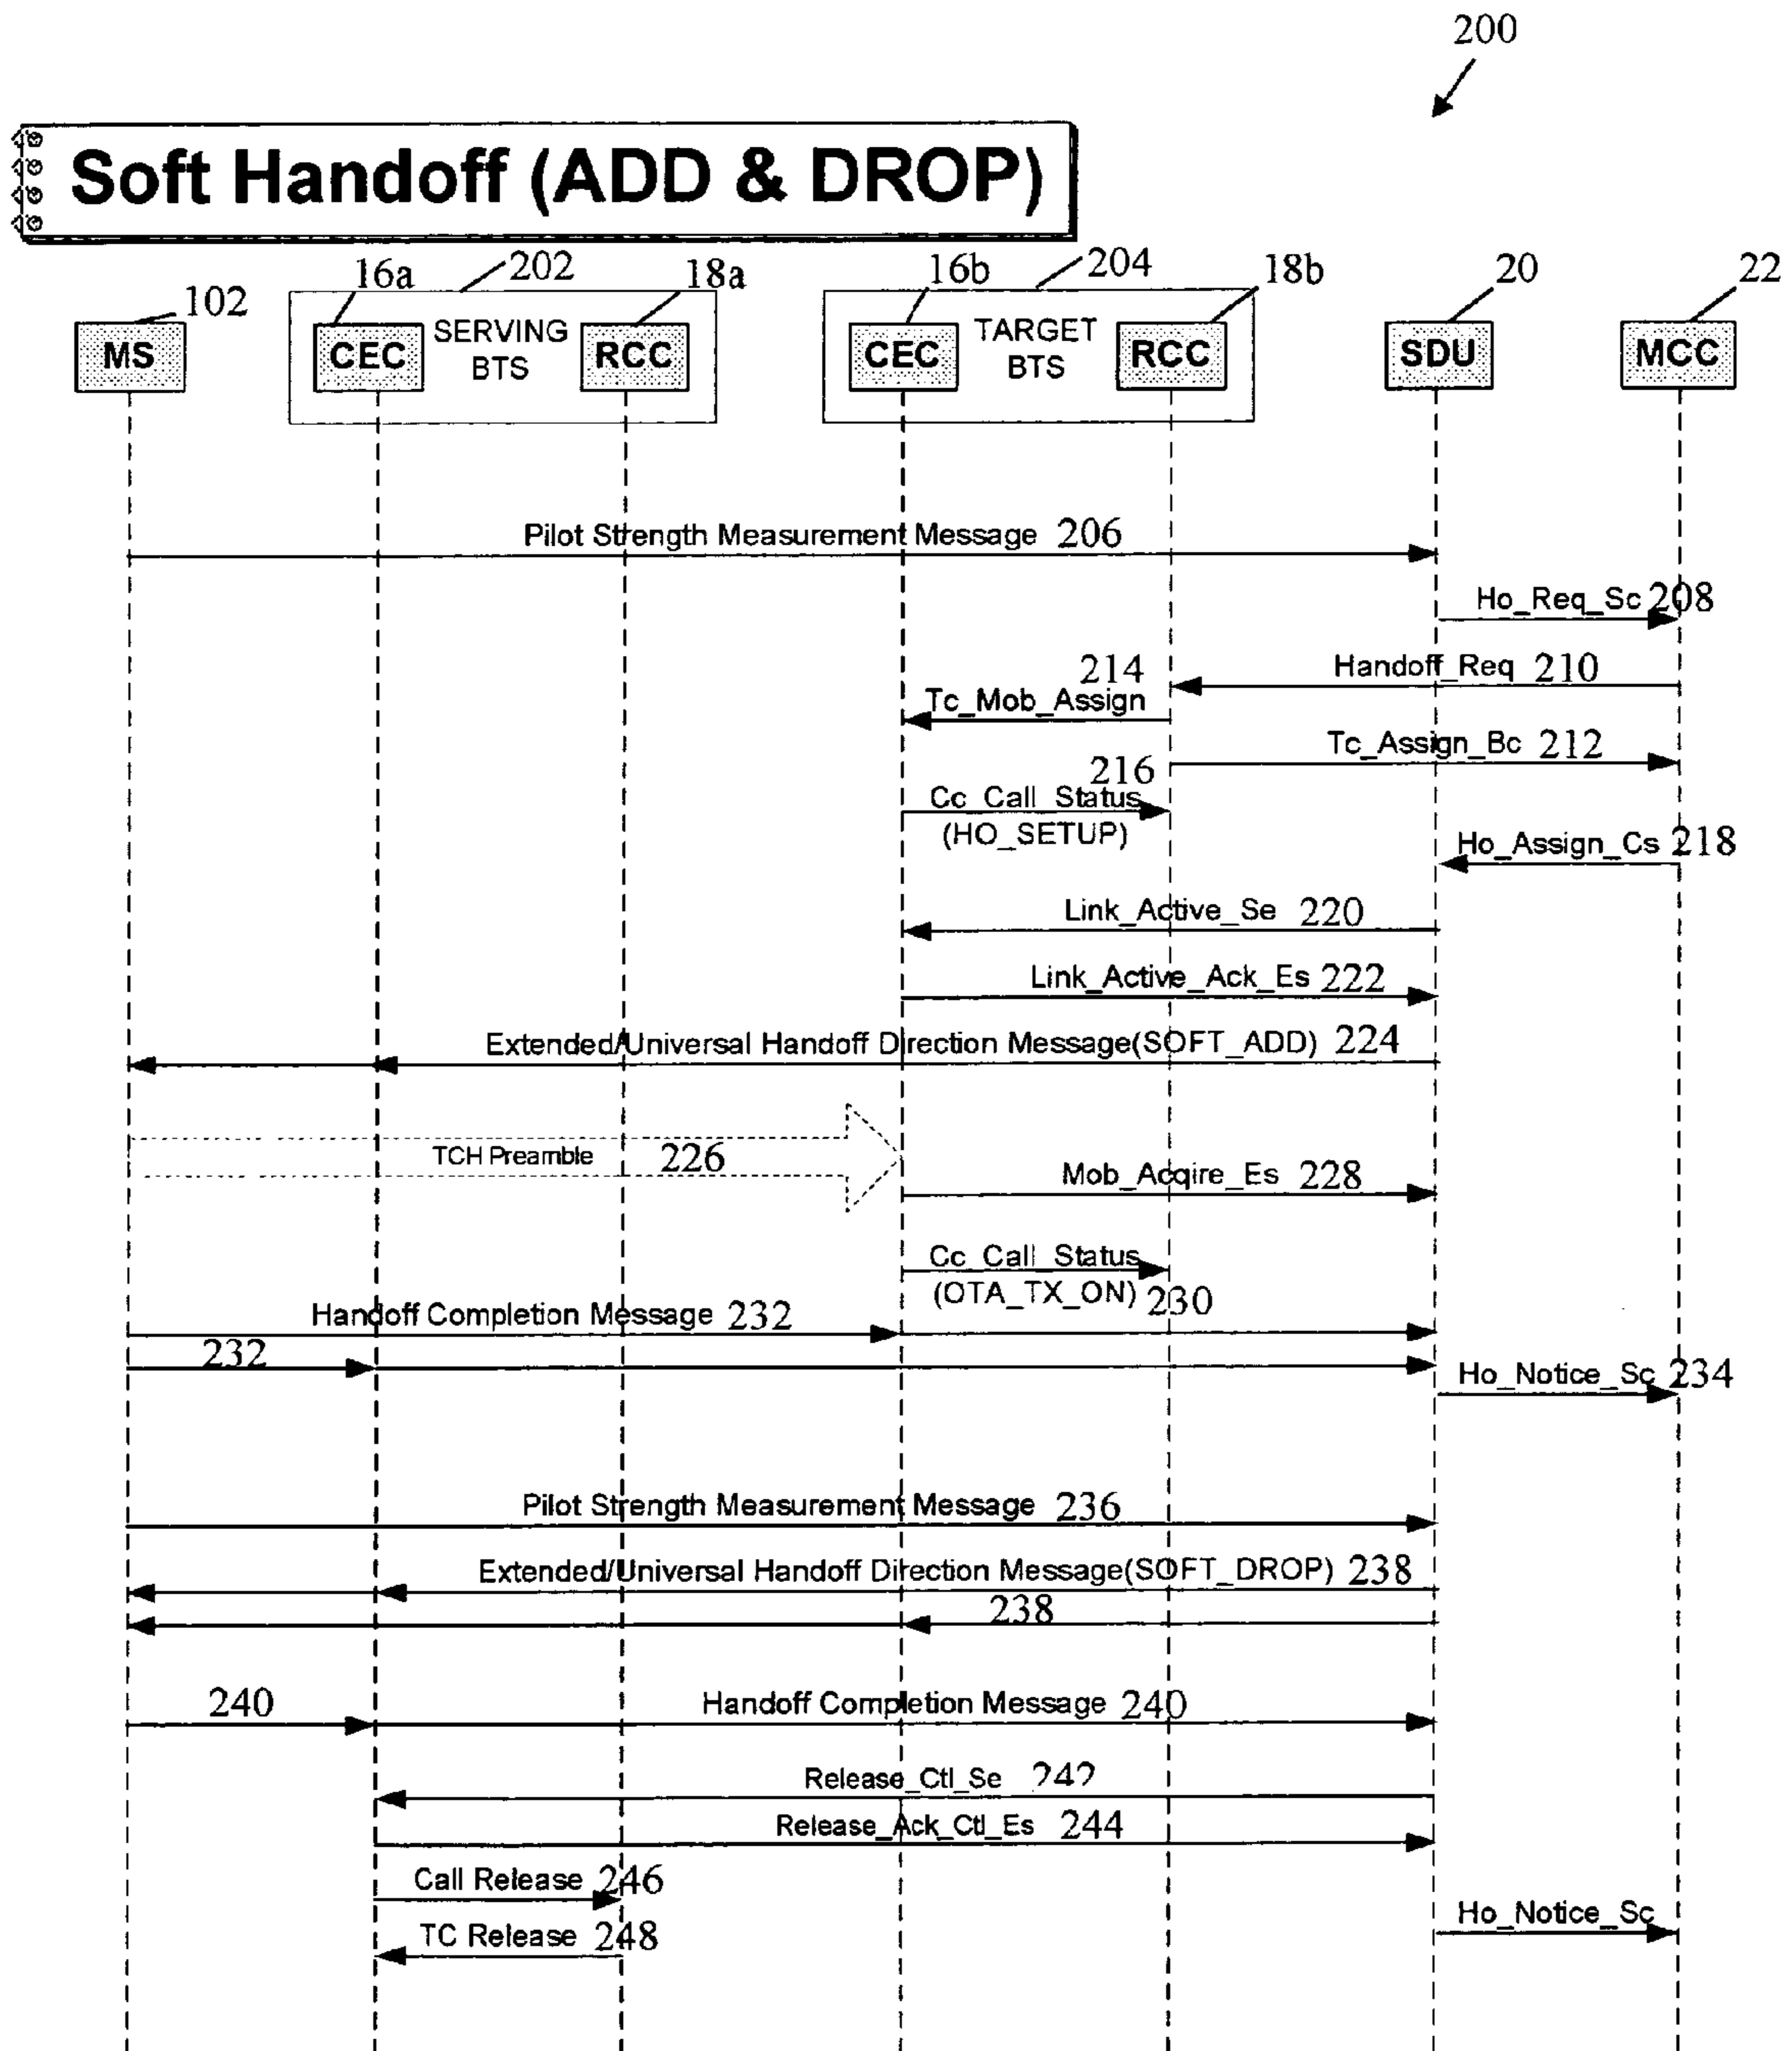 200
Soft Handoff (ADD & DROP)
16a 202 18a 16b 204 18b 20 22
102
MS CEC SERVING BTS RCC CEC TARGET BTS RCC SDU MCC
Pilot Strength Measurement Message 206
Ho_Req_Sc 208
Handoff_Req 210
214
Tc_Mob_Assign
Tc_Assign_Bc 212
216
Cc_Call_Status
(HO_SETUP)
Ho_Assign_Cs 218
Link_Active_Se 220
Link_Active_Ack_Es 222
Extended/Universal Handoff Direction Message(SOFT_ADD) 224
TCH Preamble 226
Mob_Acqire_Es 228
Cc_Call_Status
(OTA_TX_ON) 230
Handoff Completion Message 232
232
Ho_Notice_Sc 234
Pilot Strength Measurement Message 236
Extended/Universal Handoff Direction Message(SOFT_DROP) 238
238
240 Handoff Completion Message 240
Release_Ctl_Se 242
Release_Ack_Ctl_Es 244
Call Release 246
Ho_Notice_Sc
TC Release 248